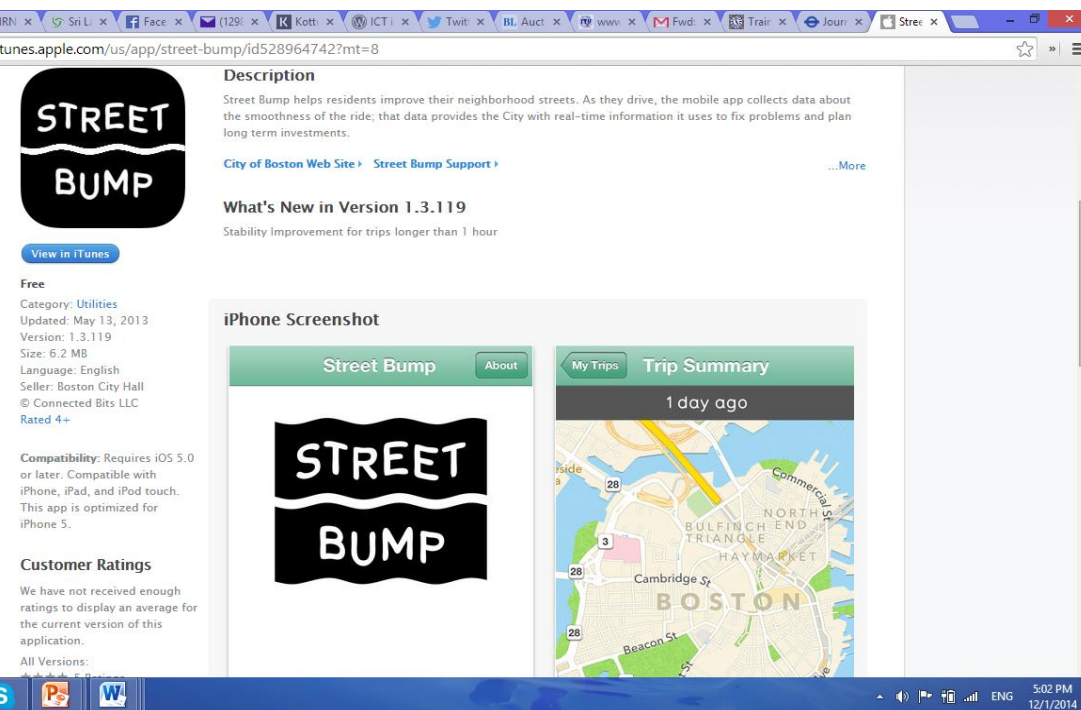 IRN
Sri L
Face
(129
Kott
ICT i
Twit
BL Auct
www
Fwd:
Train
Journ
Stree
tunes.apple.com/us/app/street-bump/id528964742?mt=8
STREET
BUMP
View in iTunes
Free
Category: Utilities
Updated: May 13, 2013
Version: 1.3.119
Size: 6.2 MB
Language: English
Seller: Boston City Hall
© Connected Bits LLC
Rated 4+
Compatibility: Requires iOS 5.0
or later. Compatible with
iPhone, iPad, and iPod touch.
This app is optimized for
iPhone 5.
Customer Ratings
We have not received enough
ratings to display an average for
the current version of this
application.
All Versions:
Description
Street Bump helps residents improve their neighborhood streets. As they drive, the mobile app collects data about
the smoothness of the ride; that data provides the City with real-time information it uses to fix problems and plan
long term investments.
City of Boston Web Site Street Bump Support
...More
What's New in Version 1.3.119
Stability Improvement for trips longer than 1 hour
iPhone Screenshot
Street Bump
About
STREET
BUMP
My Trips
Trip Summary
1 day ago
28
Commercial St
NORTH
END
BULFINCH
TRIANGLE
3
HAYMARKET
28
Cambridge St
BOSTON
28
Beacon St
ENG
5:02 PM
12/1/2014